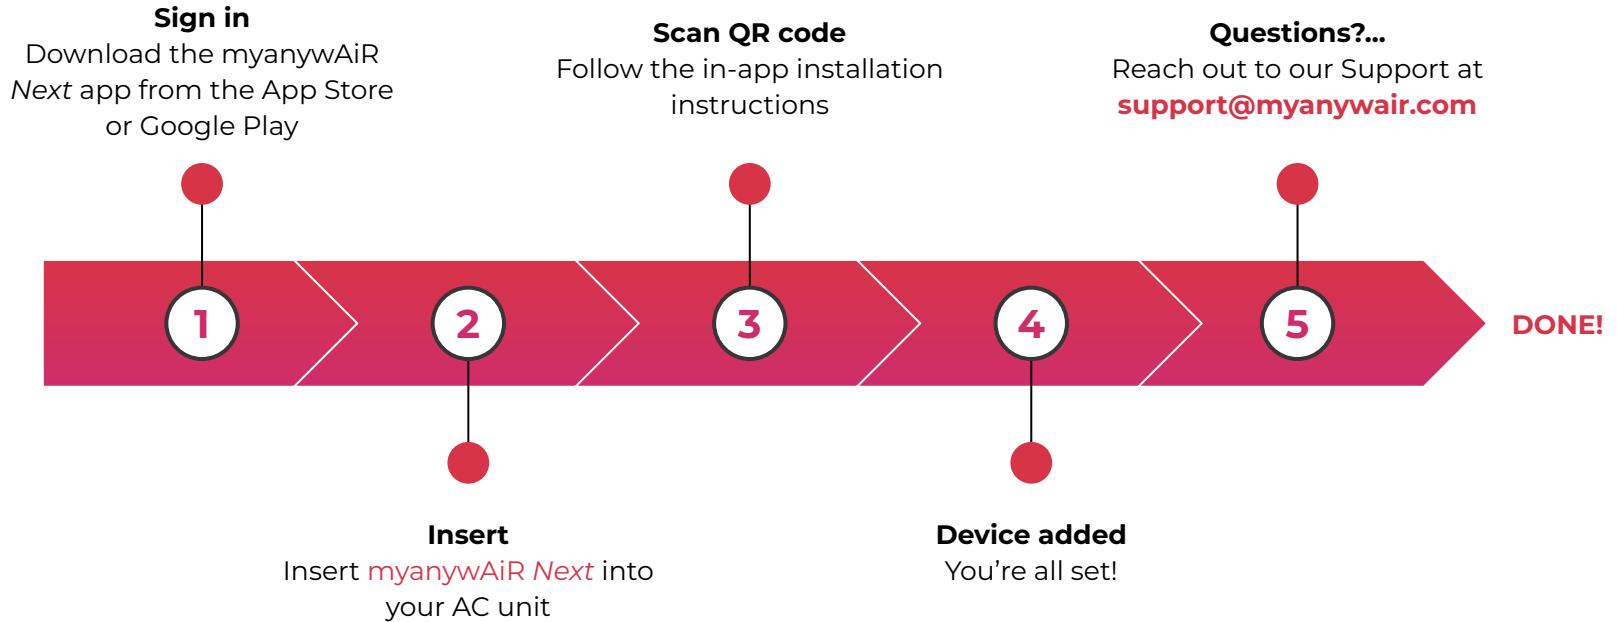 Sign in
Download the myanywAiR
Next app from the App Store
or Google Play
1
2
Insert
Insert myanywAiR Next into
your AC unit
Scan QR code
Follow the in-app installation
instructions
3
4
Device added
You’re all set!
Questions?...
Reach out to our Support at
support@myanywair.com
5
DONE!